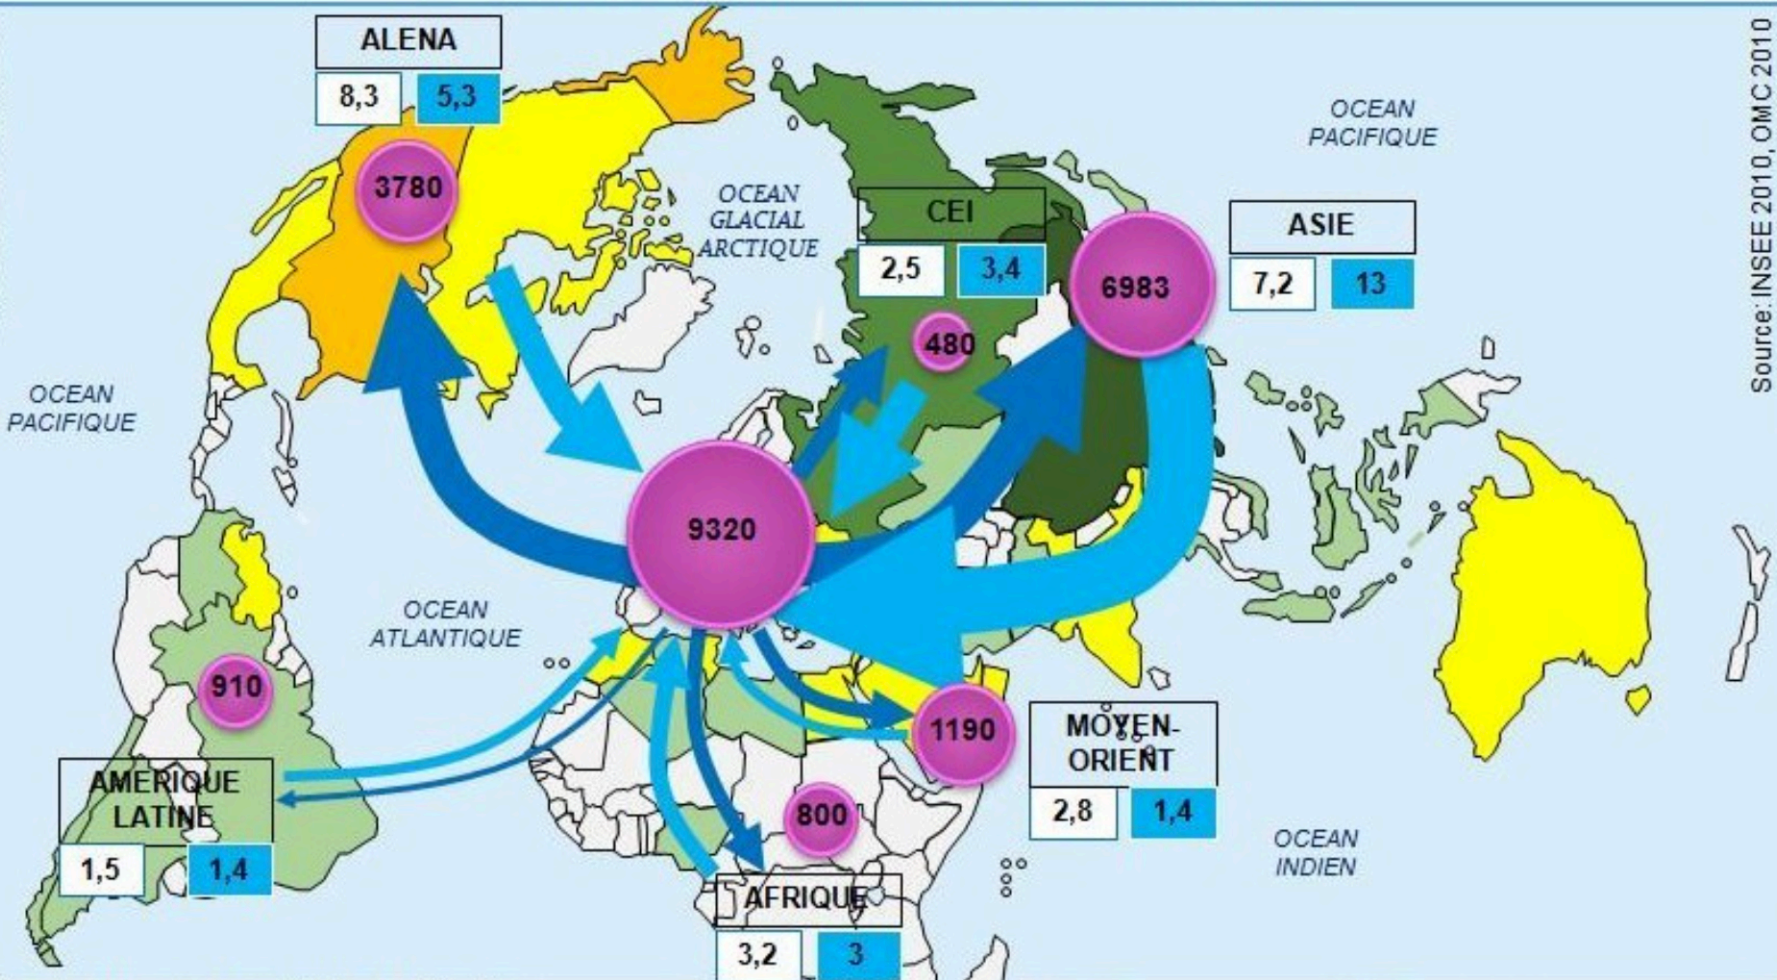 ALENA
8,3 5,3
3780
OCEAN
PACIFIQUE
OCEAN
GLACIAL
ARCTIQUE
CEI
2,5 3,4
480
6983
ASIE
7,2 13
Source: INSEE 2010, OMC 2010
OCEAN
PACIFIQUE
9320
OCEAN
ATLANTIQUE
910
AMERIQUE
LATINE
1,5 1,4
1190
MOYEN-
ORIENT
2,8 1,4
800
AFRIQUE
3,2 3
OCEAN
INDIEN